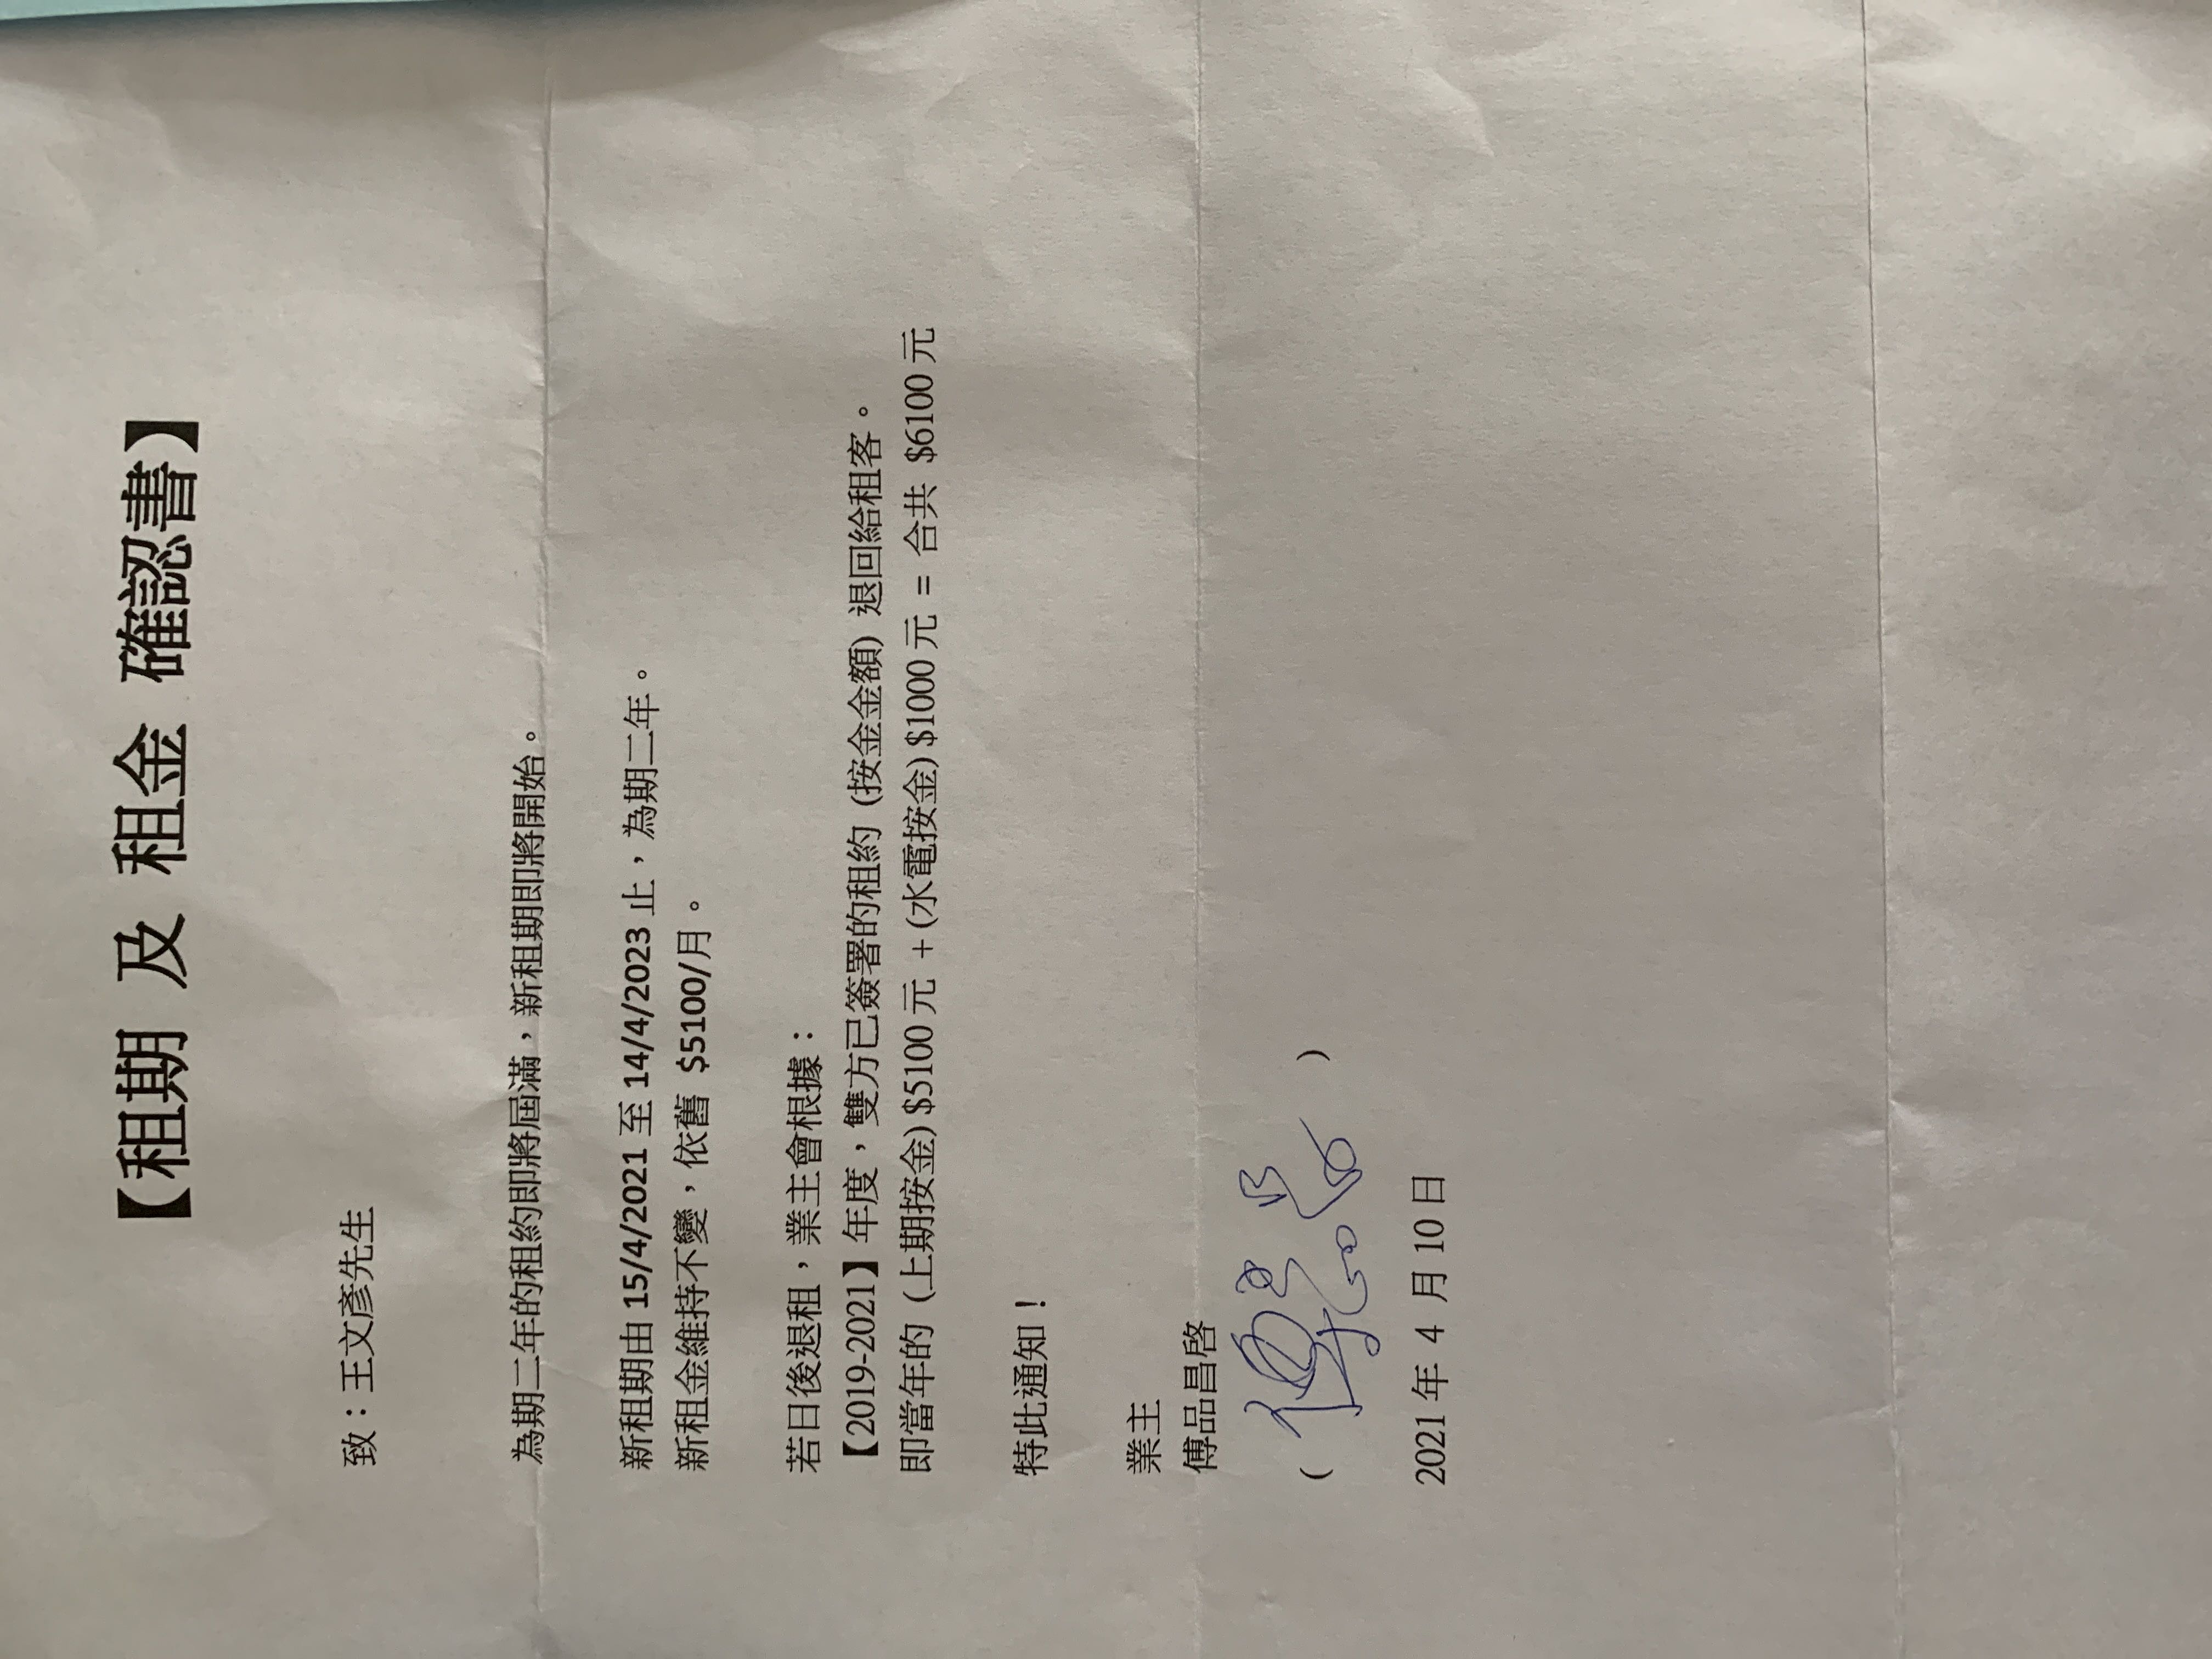 【租期 及 租金 確認書】
致：王文彥先生
為期二年的租約即將屆滿，新租期即將開始。
新租期由 15/4/2021 至 14/4/2023 止，為期二年。
新租金維持不變，依舊 $5100/月。
若日後退租，業主會根據：
【2019-2021】年度，雙方已簽署的租約 (按金金額) 退回給租客。
即當年的 (上期按金) $5100 元 + (水電按金) $1000 元 = 合共 $6100 元
特此通知！
業主
傅品昌啓
( )
2021 年 4 月 10 日